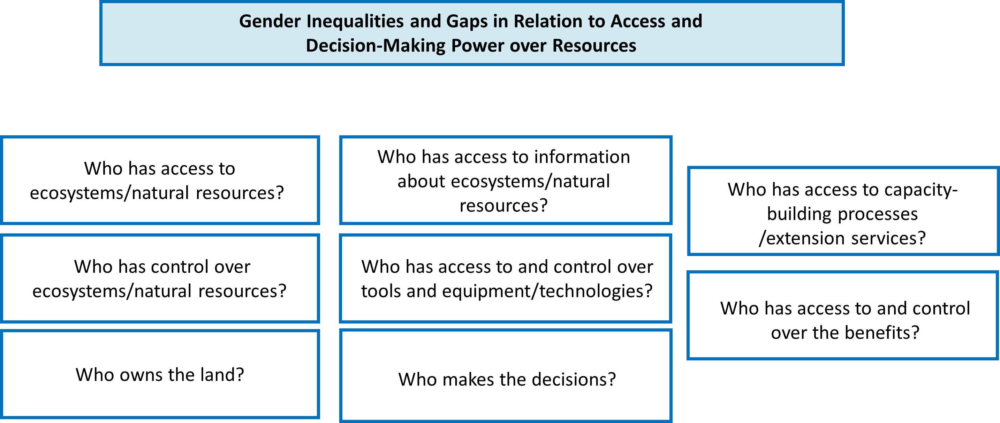 Gender Inequalities and Gaps in Relation to Access and
Decision-Making Power over Resources
Who has access to
ecosystems/natural resources?
Who has control over
ecosystems/natural resources?
Who owns the land?
Who has access to information
about ecosystems/natural
resources?
Who has access to and control over
tools and equipment/technologies?
Who makes the decisions?
Who has access to capacity-
building processes
/extension services?
Who has access to and control
over the benefits?